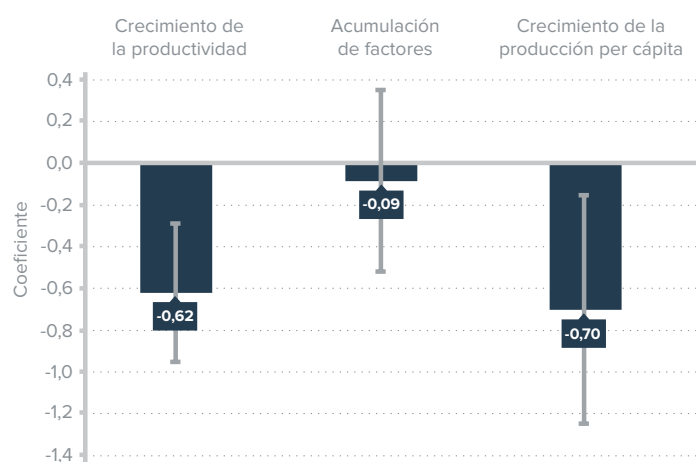 Crecimiento de
la productividad
Acumulación
de factores
Crecimiento de la
producción per cápita
Coeficiente
0,4
0,2
0,0
-0,2
-0,4
-0,6
-0,8
-1,0
-1,2
-1,4
-0,62
-0,09
-0,70